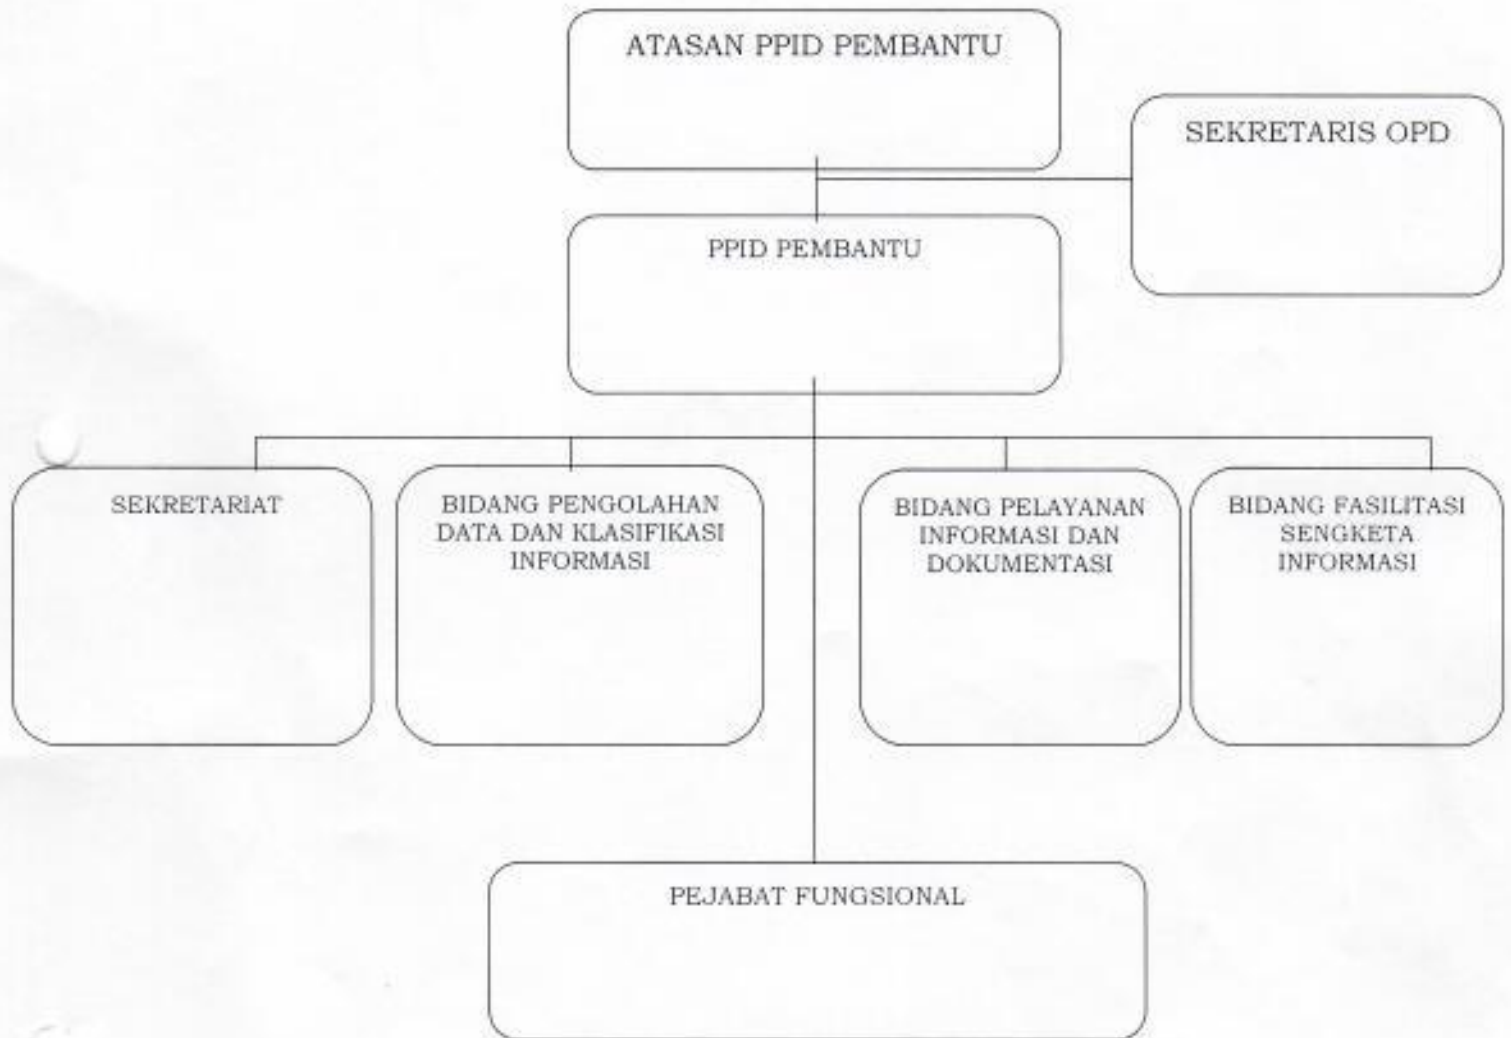 ATASAN PPID PEMBANTU
SEKRETARIS OPD
PPID PEMBANTU
SEKRETARIAT
BIDANG PENGOLAHAN
DATA DAN KLASIFIKASI
INFORMASI
BIDANG PELAYANAN
INFORMASI DAN
DOKUMENTASI
BIDANG FASILITASI
SENGKETA
INFORMASI
PEJABAT FUNGSIONAL